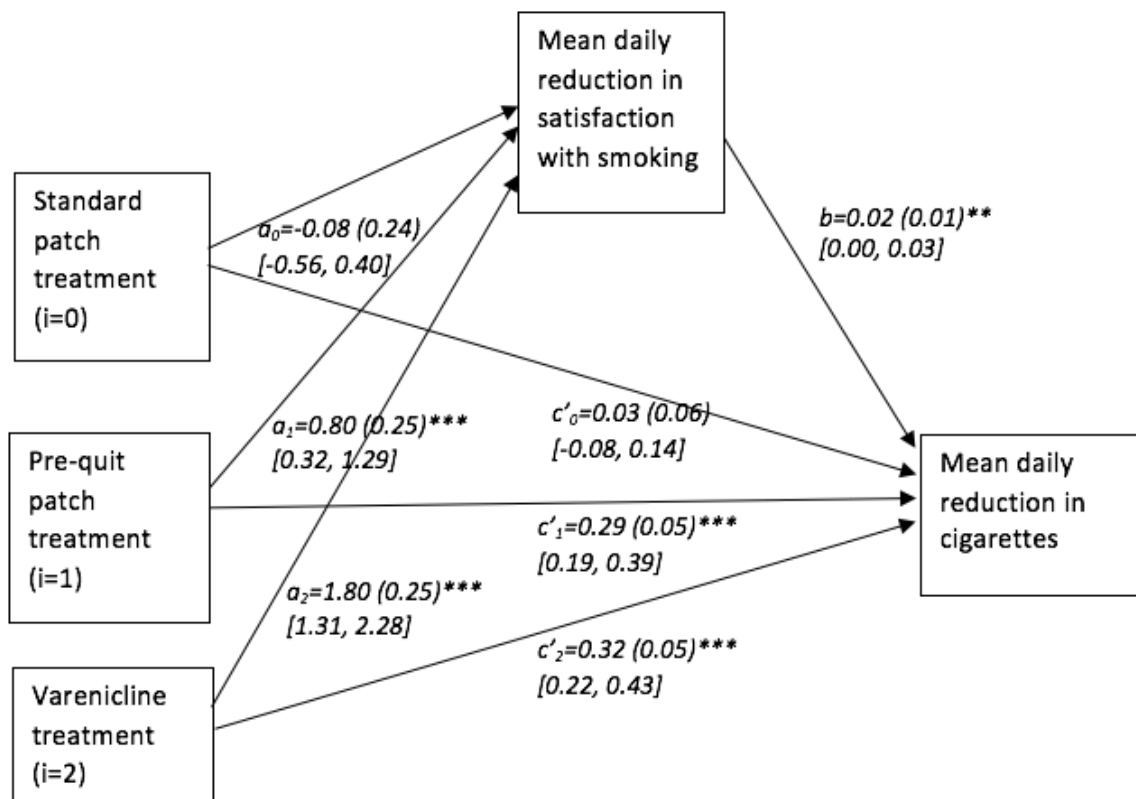 Mean daily
reduction in
satisfaction
with smoking
Standard
patch
treatment
(i=0)
a₀=-0.08 (0.24)
[-0.56, 0.40]
b=0.02 (0.01)**
[0.00, 0.03]
Pre-quit
patch
treatment
(i=1)
a₁=0.80 (0.25)***
[0.32, 1.29]
c'₀=0.03 (0.06)
[-0.08, 0.14]
Mean daily
reduction in
cigarettes
c'₁=0.29 (0.05)***
[0.19, 0.39]
a₂=1.80 (0.25)***
[1.31, 2.28]
c'₂=0.32 (0.05)***
[0.22, 0.43]
Varenicline
treatment
(i=2)